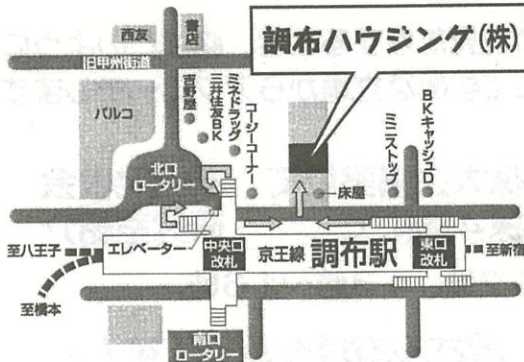 西友
書店
調布ハウジング(株)
旧甲州街道
パルコ
吉野屋
三井住友BK
ミネドラッグ
コージーコーナー
ミニストップ
BKキャッシュD
北口
ロータリー
床屋
至八王子
エレベーター
中央口
改札
京王線
調布駅
東口
改札
至新宿
至橋本
南口
ロータリー